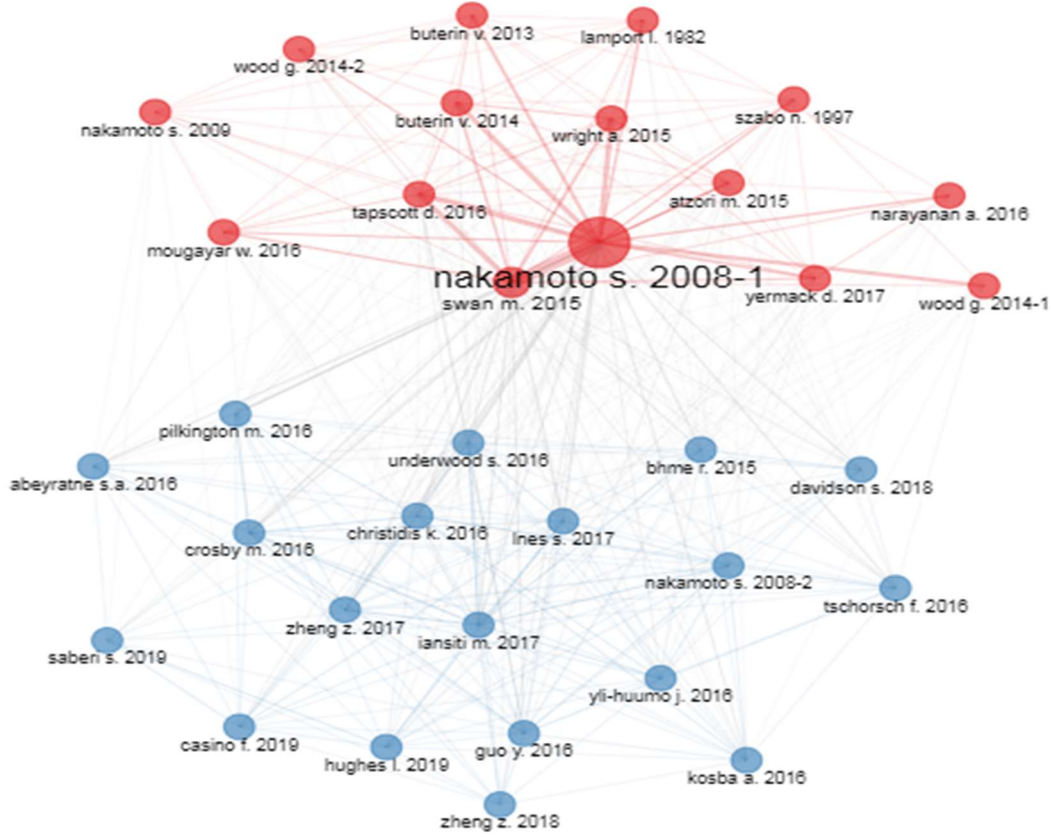 buterin v. 2013
lamport l. 1982
wood g. 2014-2
szabo n. 1997
buterin v. 2014
nakamoto s. 2009
wright a. 2015
atzori m. 2015
tapscott d. 2016
narayanan a. 2016
mougayar w. 2016
nakamoto s. 2008-1
yermack d. 2017
wood g. 2014-1
swan m. 2015
pilkington m. 2016
underwood s. 2016
bhme r. 2015
abeyratne s.a. 2016
davidson s. 2018
christidis k. 2016
lnes s. 2017
crosby m. 2016
nakamoto s. 2008-2
tschorsch f. 2016
zheng z. 2017
iansiti m. 2017
saberi s. 2019
yli-huumo j. 2016
casino f. 2019
guo y. 2016
hughes l. 2019
kosba a. 2016
zheng z. 2018